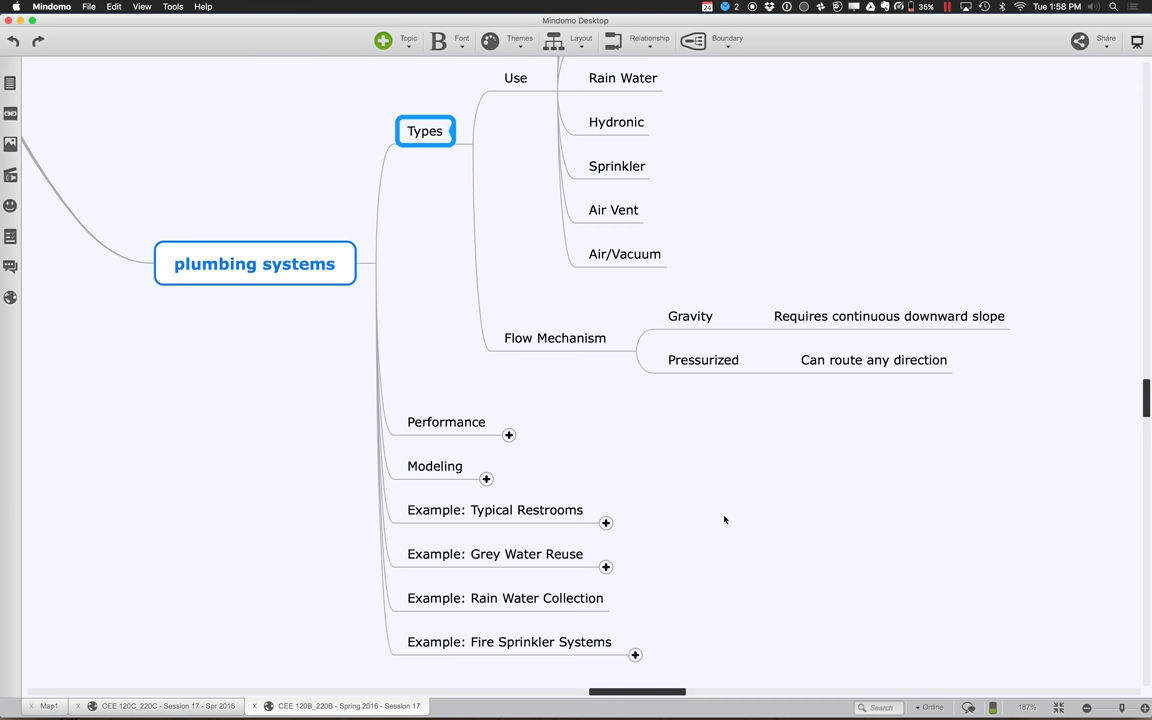 Mindomo File Edit View Tools Help
24 2 35% Tue 1:58 PM
Mindomo Desktop
Topic B Font Themes Layout Relationship Boundary Share
Use
Rain Water
Types
Hydronic
Sprinkler
Air Vent
plumbing systems
Air/Vacuum
Gravity Requires continuous downward slope
Flow Mechanism
Pressurized Can route any direction
Performance
Modeling
Example: Typical Restrooms
Example: Grey Water Reuse
Example: Rain Water Collection
Example: Fire Sprinkler Systems
x Map1 x CEE 120C_220C - Session 17 - Spr 2016 x CEE 120B_220B - Spring 2016 - Session 17 Search Online 187%